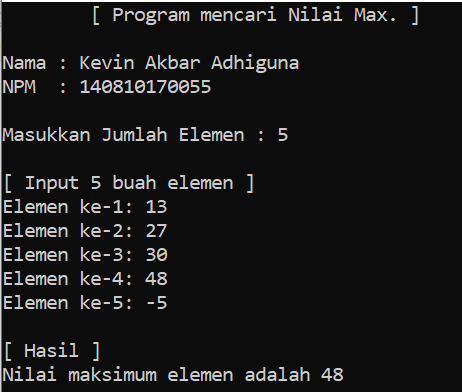 [ Program mencari Nilai Max. ]
Nama : Kevin Akbar Adhiguna
NPM  : 140810170055
Masukkan Jumlah Elemen : 5
[ Input 5 buah elemen ]
Elemen ke-1: 13
Elemen ke-2: 27
Elemen ke-3: 30
Elemen ke-4: 48
Elemen ke-5: -5
[ Hasil ]
Nilai maksimum elemen adalah 48